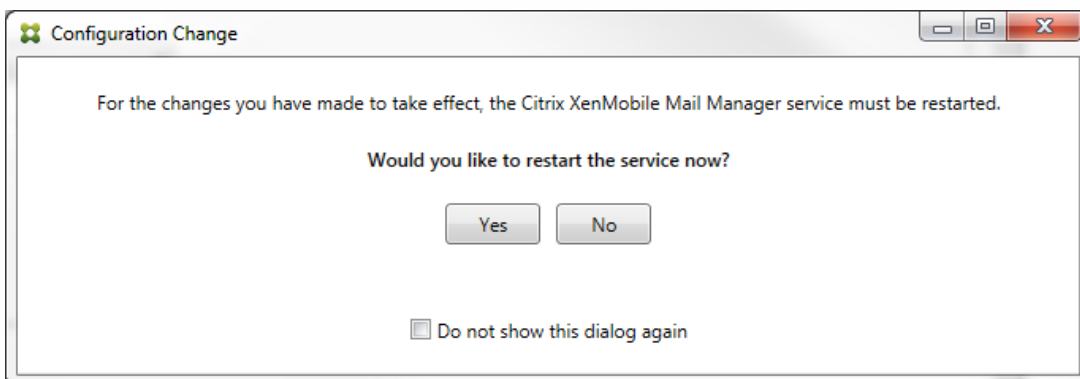 Configuration Change
For the changes you have made to take effect, the Citrix XenMobile Mail Manager service must be restarted.
Would you like to restart the service now?
Yes No
Do not show this dialog again